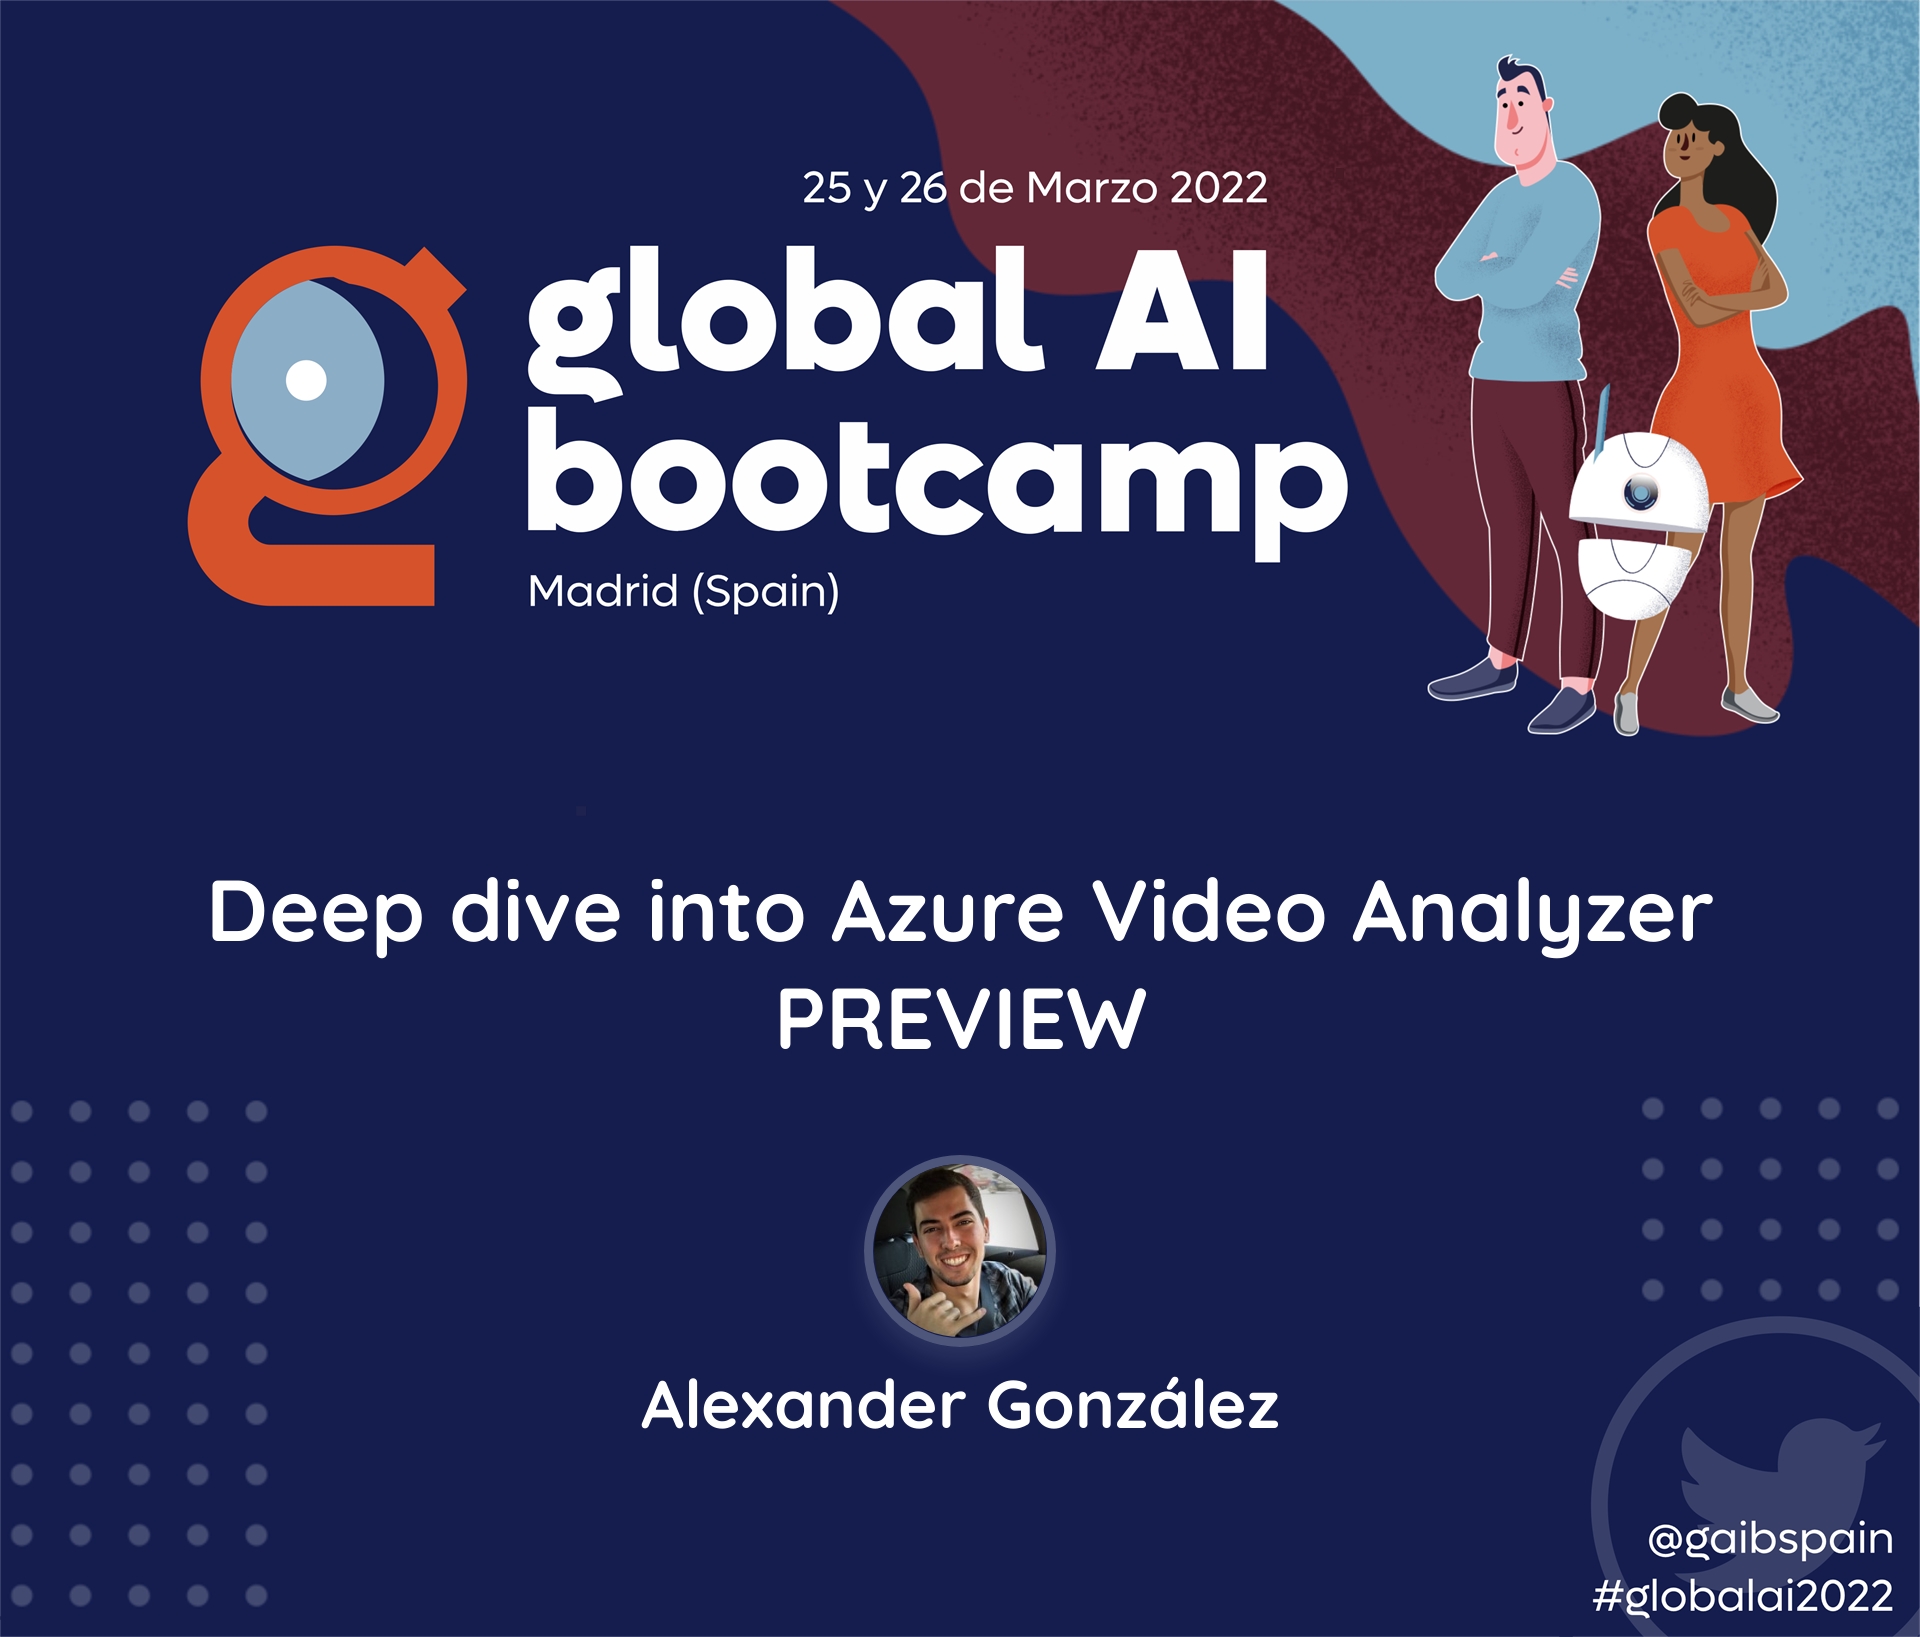 25 y 26 de Marzo 2022
global AI
bootcamp
Madrid (Spain)
Deep dive into Azure Video Analyzer
PREVIEW
Alexander González
@gaibspain
#globalai2022